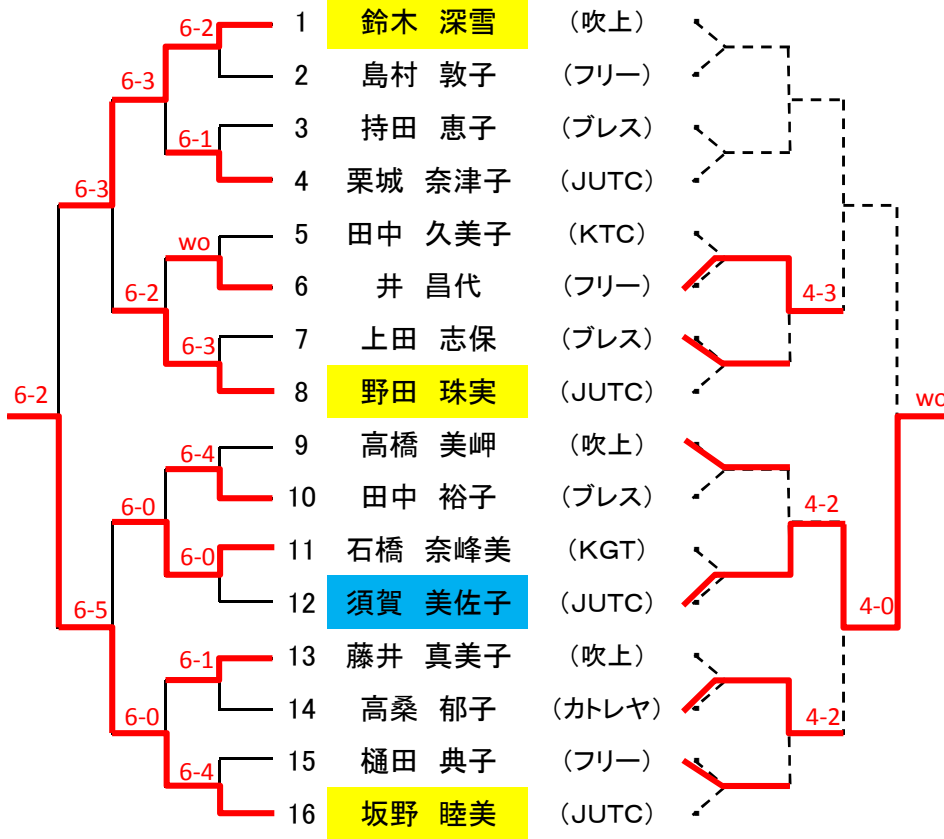 6-2 1 鈴木 深雪 (吹上)
6-3 2 島村 敦子 (フリー)
3 持田 恵子 (ブレス)
6-1
6-3 4 栗城 奈津子 (JUTC)
wo 5 田中 久美子 (KTC)
6-2 6 井 昌代 (フリー) 4-3
6-3 7 上田 志保 (ブレス)
6-2 8 野田 珠実 (JUTC) wo
6-4 9 高橋 美岬 (吹上)
6-0 10 田中 裕子 (ブレス) 4-2
6-0 11 石橋 奈峰美 (KGT)
6-5 12 須賀 美佐子 (JUTC) 4-0
6-1 13 藤井 真美子 (吹上)
6-0 14 高桑 郁子 (カトレヤ) 4-2
6-4 15 樋田 典子 (フリー)
16 坂野 睦美 (JUTC)